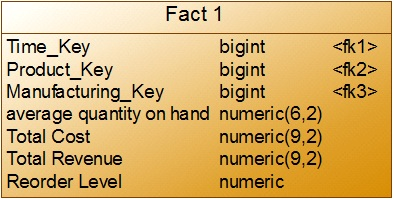 Fact 1
Time_Key bigint <fk1>
Product_Key bigint <fk2>
Manufacturing_Key bigint <fk3>
average quantity on hand numeric(6,2)
Total Cost numeric(9,2)
Total Revenue numeric(9,2)
Reorder Level numeric